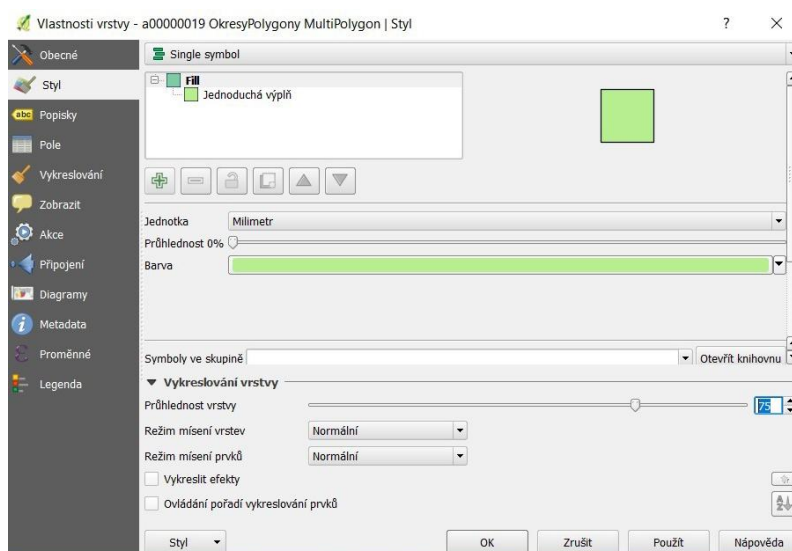 Vlastnosti vrstvy - a00000019 OkresyPolygony MultiPolygon | Styl
?
Obecné
Styl
abc Popisky
Pole
Vykreslování
Zobrazit
Akce
Připojení
Diagramy
Metadata
Proměnné
Legenda
Single symbol
Fill
Jednoduchá výplň
Jednotka Milimetr
Průhlednost 0%
Barva
Symboly ve skupině Otevřít knihovnu
Vykreslování vrstvy
Průhlednost vrstvy 75
Režim mísení vrstev Normální
Režim mísení prvků Normální
Vykreslit efekty
Ovládání pořadí vykreslování prvků
Styl OK Zrušit Použít Nápověda